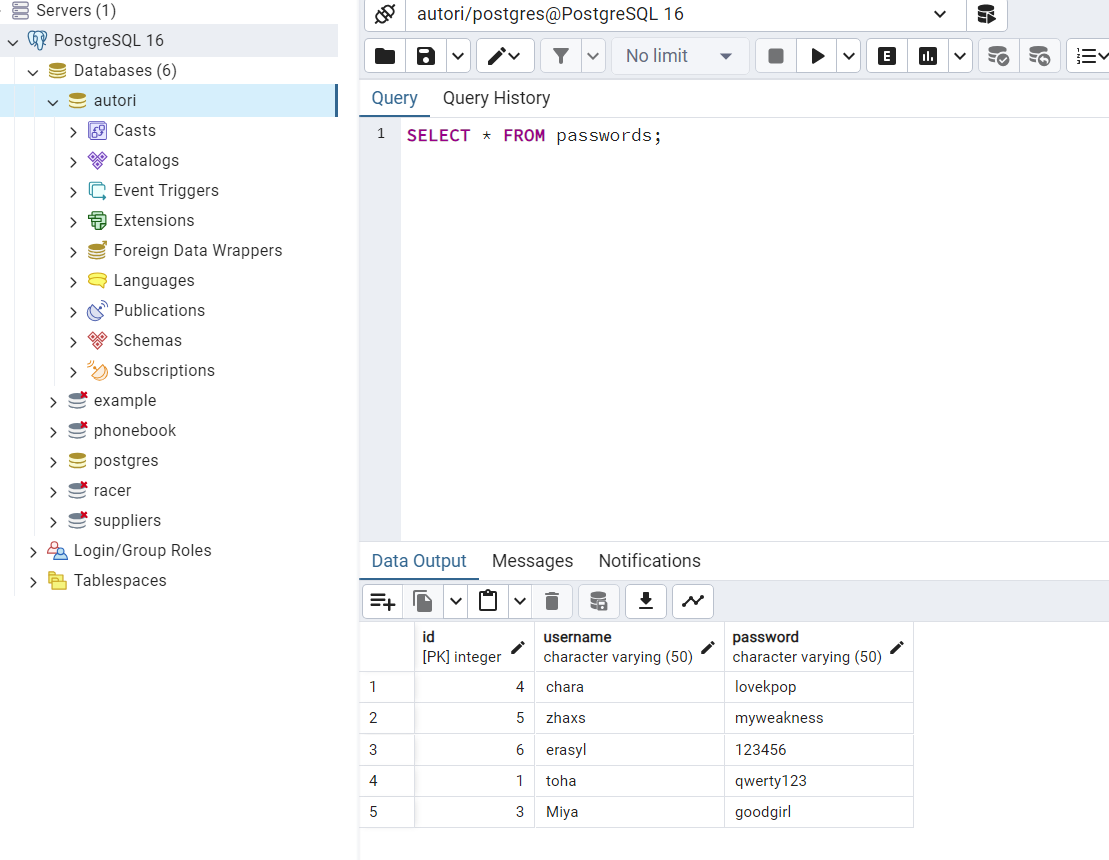 Servers (1)
PostgreSQL 16
Databases (6)
autori
Casts
Catalogs
Event Triggers
Extensions
Foreign Data Wrappers
Languages
Publications
Schemas
Subscriptions
example
phonebook
postgres
racer
suppliers
Login/Group Roles
Tablespaces
autori/postgres@PostgreSQL 16
No limit
E
Query Query History
1 SELECT * FROM passwords;
Data Output Messages Notifications
id username password
[PK] integer character varying (50) character varying (50)
1 4 chara lovekpop
2 5 zhaxs myweakness
3 6 erasyl 123456
4 1 toha qwerty123
5 3 Miya goodgirl